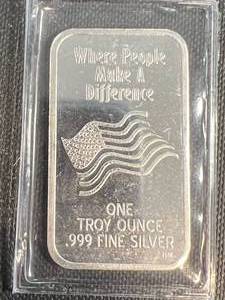 Where People
Make A
Difference
ONE
TROY OUNCE
.999 FINE SILVER